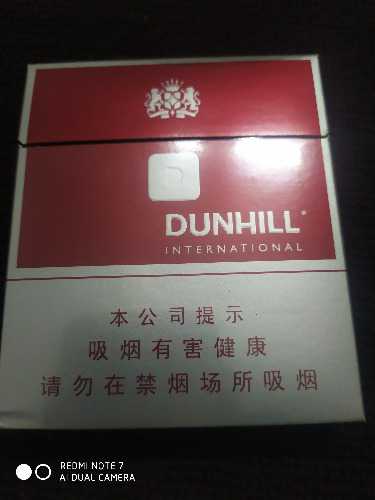 D
DUNHILL
INTERNATIONAL
本公司提示
吸烟有害健康
请勿在禁烟场所吸烟
REDMI NOTE 7
AI DUAL CAMERA